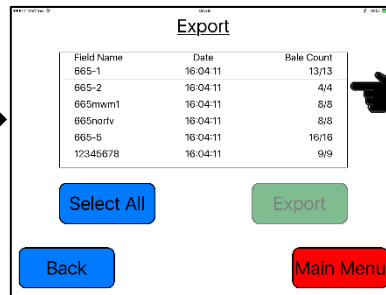 Export
Field Name Date Bale Count
665-1 16:04:11 13/13
665-2 16:04:11 4/4
665mwm1 16:04:11 8/8
665norfv 16:04:11 8/8
665-5 16:04:11 16/16
12345678 16:04:11 9/9
Select All Export
Back Main Menu